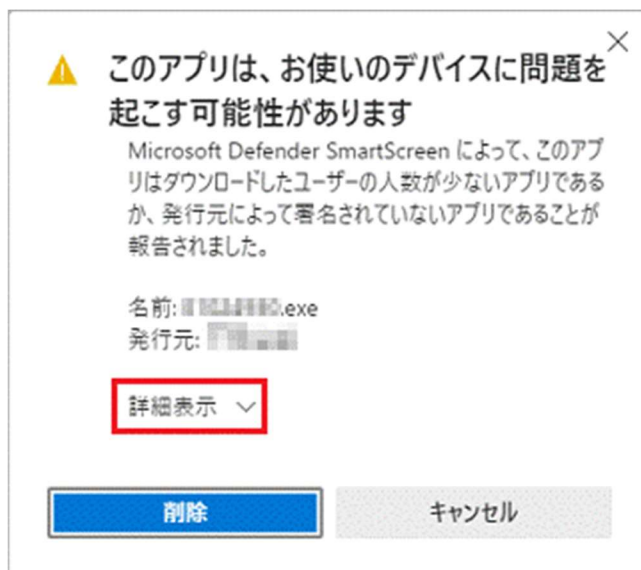 このアプリは、お使いのデバイスに問題を
起こす可能性があります
Microsoft Defender SmartScreen によって、このアプ
リはダウンロードしたユーザーの人数が少ないアプリである
か、発行元によって署名されていないアプリであることが
報告されました。
名前: .exe
発行元:
詳細表示
削除
キャンセル